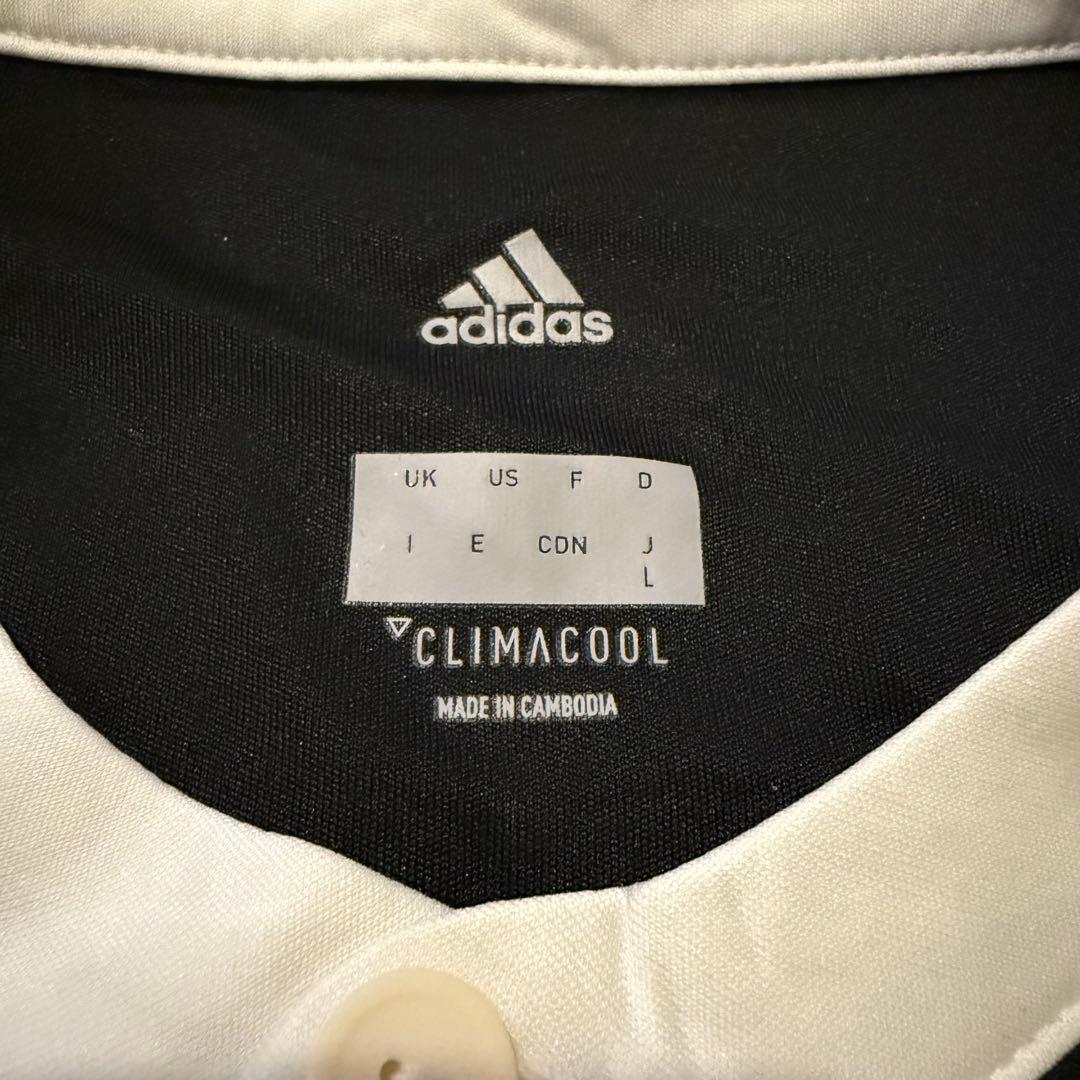 adidas
UK US F D
I E CDN J
L
CLIMACOOL
MADE IN CAMBODIA